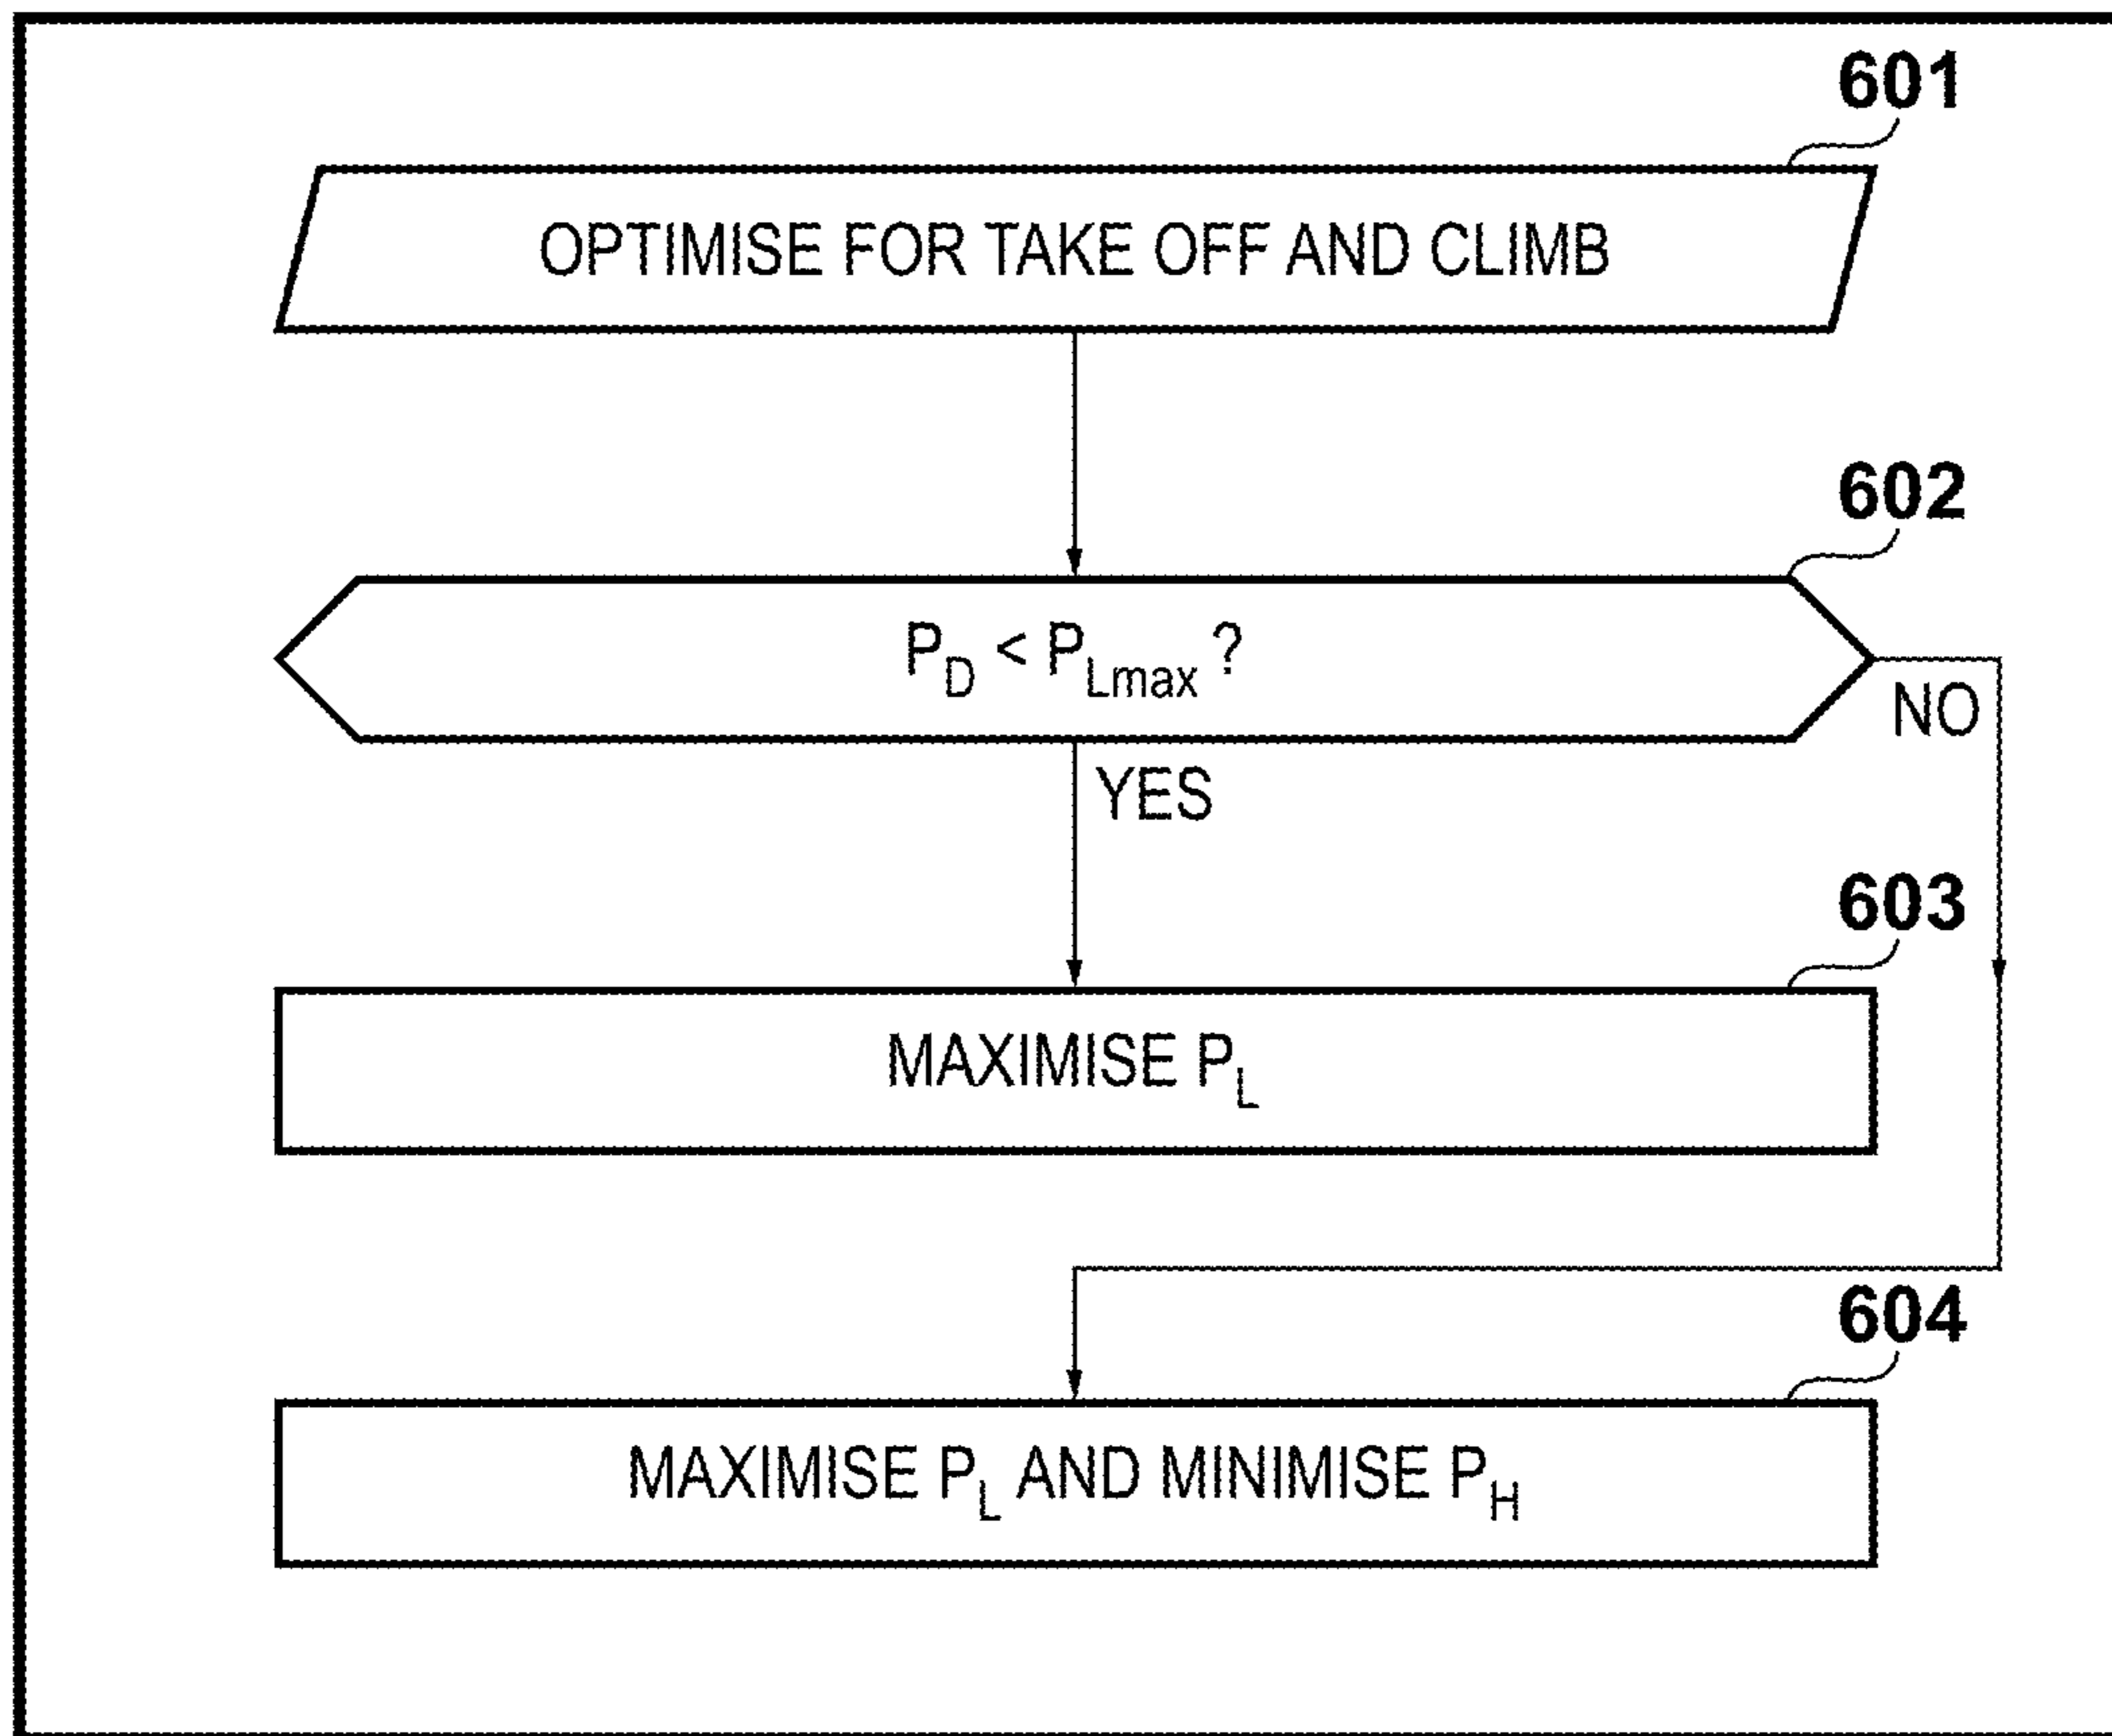 601
OPTIMISE FOR TAKE OFF AND CLIMB
602
P_D < P_Lmax ?
NO
YES
603
MAXIMISE P_L
604
MAXIMISE P_L AND MINIMISE P_H